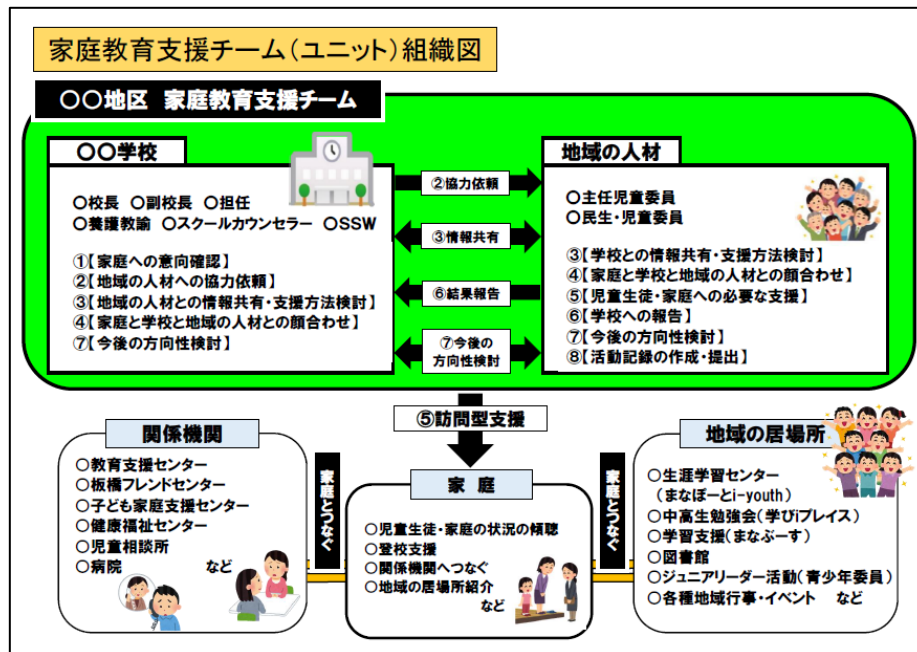 家庭教育支援チーム(ユニット)組織図
〇〇地区 家庭教育支援チーム
〇〇学校
〇校長 〇副校長 〇担任
〇養護教諭 〇スクールカウンセラー 〇SSW
①【家庭への意向確認】
②【地域の人材への協力依頼】
③【地域の人材との情報共有・支援方法検討】
④【家庭と学校と地域の人材との顔合わせ】
⑦【今後の方向性検討】
②協力依頼
③情報共有
⑥結果報告
⑦今後の
方向性検討
地域の人材
〇主任児童委員
〇民生・児童委員
③【学校との情報共有・支援方法検討】
④【家庭と学校と地域の人材との顔合わせ】
⑤【児童生徒・家庭への必要な支援】
⑥【学校への報告】
⑦【今後の方向性検討】
⑧【活動記録の作成・提出】
⑤訪問型支援
関係機関
〇教育支援センター
〇板橋フレンドセンター
〇子ども家庭支援センター
〇健康福祉センター
〇児童相談所
〇病院 など
家庭とつなぐ
家庭
〇児童生徒・家庭の状況の傾聴
〇登校支援
〇関係機関へつなぐ
〇地域の居場所紹介
など
家庭とつなぐ
地域の居場所
〇生涯学習センター
(まなぽーとi-youth)
〇中高生勉強会(学びiプレイス)
〇学習支援(まなぶーす)
〇図書館
〇ジュニアリーダー活動(青少年委員)
〇各種地域行事・イベント など